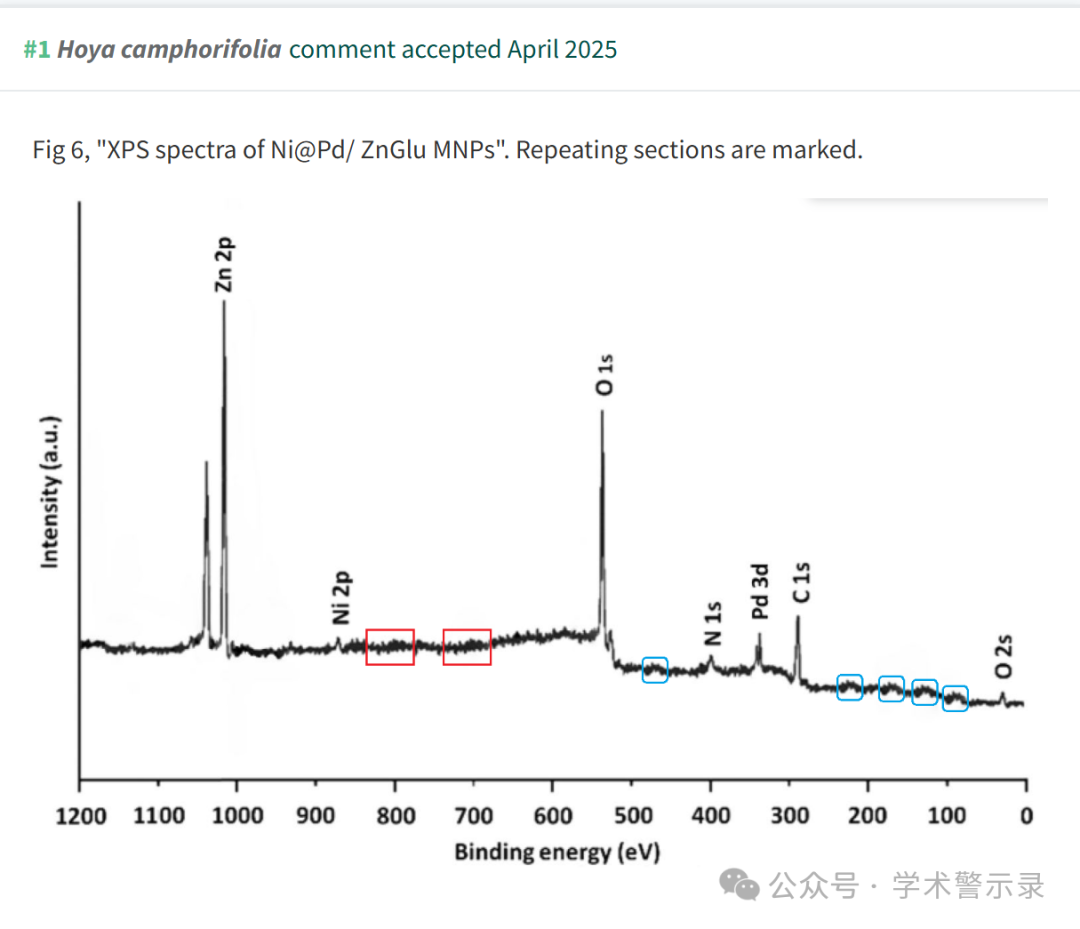 #1 Hoya camphorifolia comment accepted April 2025
Fig 6, "XPS spectra of Ni@Pd/ ZnGlu MNPs". Repeating sections are marked.
Zn 2p
O 1s
Ni 2p
N 1s
Pd 3d
C 1s
O 2s
Intensity (a.u.)
1200 1100 1000 900 800 700 600 500 400 300 200 100 0
Binding energy (eV)
公众号 · 学术警示录